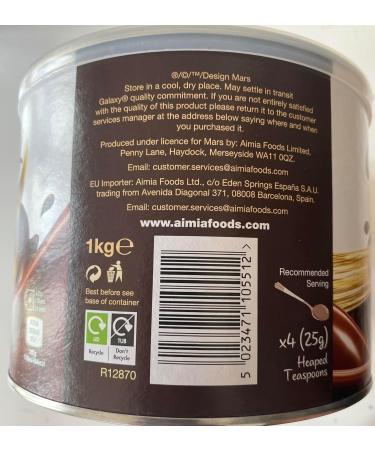 ®/©/™/Design Mars
Store in a cool, dry place. May settle in transit
Galaxy® quality commitment. If you are not entirely satisfied
with the quality of this product please return it to the customer
services manager at the address below saying where and when
you purchased it.
Produced under licence for Mars by: Aimia Foods Limited,
Penny Lane, Haydock, Merseyside WA11 0QZ.
Email: customer.services@aimiafoods.com
EU Importer: Aimia Foods Ltd., c/o Eden Springs España S.A.U.
trading from Avenida Diagonal 371, 08008 Barcelona, Spain.
Email: customer.services@aimiafoods.com
www.aimiafoods.com
1kg℮
Best before see
base of container
LID
Recycle
TUB
Don't
Recycle
R12870
5 023471 105512 >
Recommended
Serving
x4 (25g)
Heaped
Teaspoons